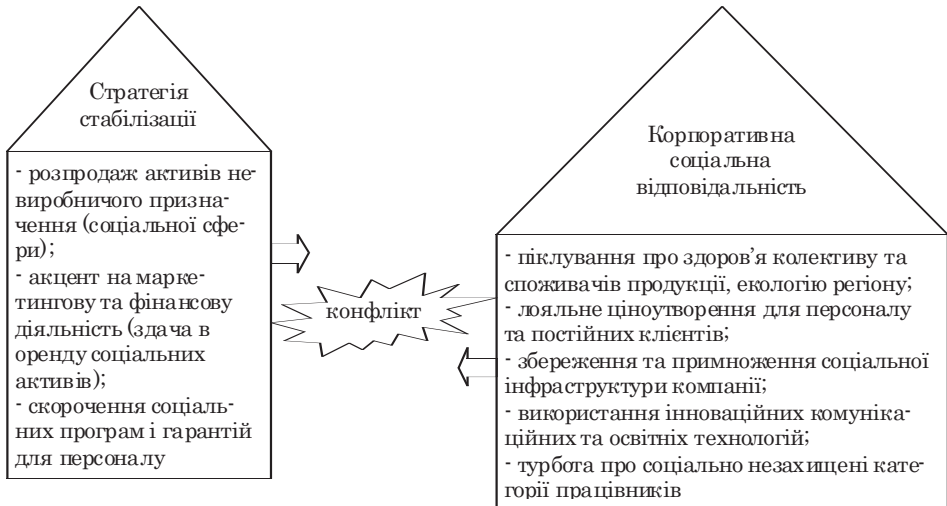 Стратегія
стабілізації
- розпродаж активів не-
виробничого призна-
чення (соціальної сфе-
ри);
- акцент на марке-
тингову та фінансову
діяльність (здача в
оренду соціальних
активів);
- скорочення соціаль-
них програм і гарантій
для персоналу
конфлікт
Корпоративна
соціальна
відповідальність
- піклування про здоров’я колективу та
споживачів продукції, екологію регіону;
- лояльне ціноутворення для персоналу
та постійних клієнтів;
- збереження та примноження соціальної
інфраструктури компанії;
- використання інноваційних комуніка-
ційних та освітніх технологій;
- турбота про соціально незахищені кате-
горії працівників